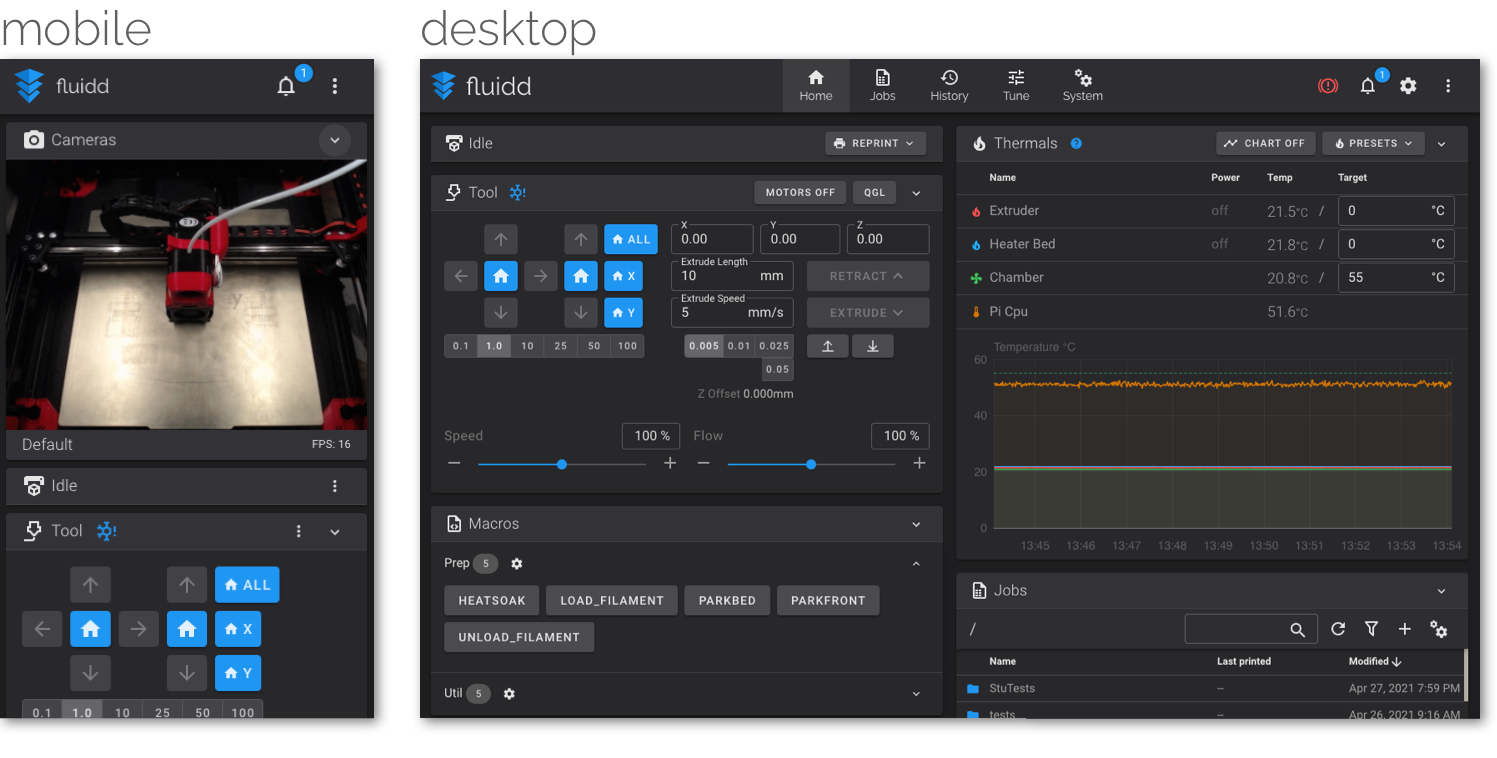 mobile
fluidd
1
Cameras
Default FPS: 16
Idle
Tool
ALL
X
Y
0.1 1.0 10 25 50 100
desktop
fluidd
Home Jobs History Tune System
1
Idle REPRINT
Tool MOTORS OFF QGL
ALL
X
Y
X 0.00 Y 0.00 Z 0.00
Extrude Length
10 mm RETRACT
Extrude Speed
5 mm/s EXTRUDE
0.1 1.0 10 25 50 100
0.005 0.01 0.025
0.05
Z Offset 0.000mm
Speed 100 % Flow 100 %
Macros
Prep 5
HEATSOAK LOAD_FILAMENT PARKBED PARKFRONT
UNLOAD_FILAMENT
Util 5
Thermals ? CHART OFF PRESETS
Name Power Temp Target
Extruder off 21.5°C / 0 °C
Heater Bed off 21.8°C / 0 °C
Chamber 20.8°C / 55 °C
Pi Cpu 51.6°C
Temperature °C
60
40
20
0
13:45 13:46 13:47 13:48 13:49 13:50 13:51 13:52 13:53 13:54
Jobs
/
Name Last printed Modified
StuTests -- Apr 27, 2021 7:59 PM
tests -- Apr 26, 2021 9:16 AM